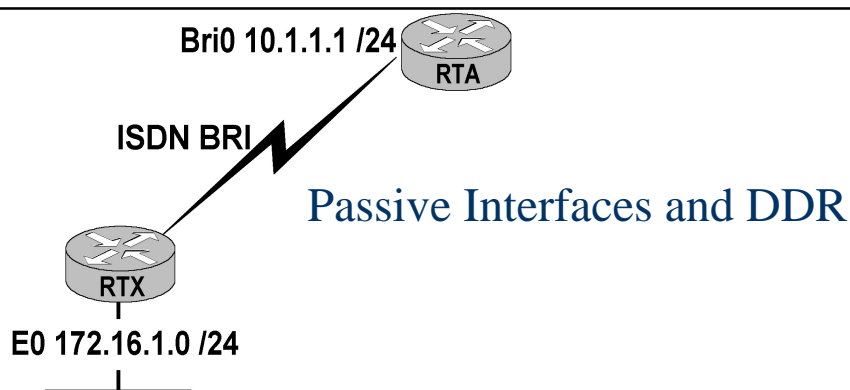 Bri0 10.1.1.1 /24
RTA
ISDN BRI
Passive Interfaces and DDR
RTX
E0 172.16.1.0 /24